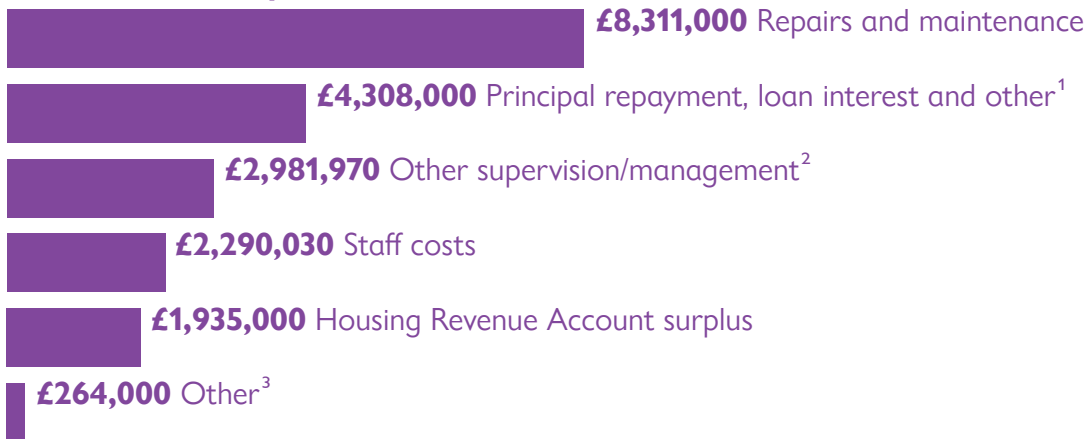 £8,311,000 Repairs and maintenance
£4,308,000 Principal repayment, loan interest and other¹
£2,981,970 Other supervision/management²
£2,290,030 Staff costs
£1,935,000 Housing Revenue Account surplus
£264,000 Other³